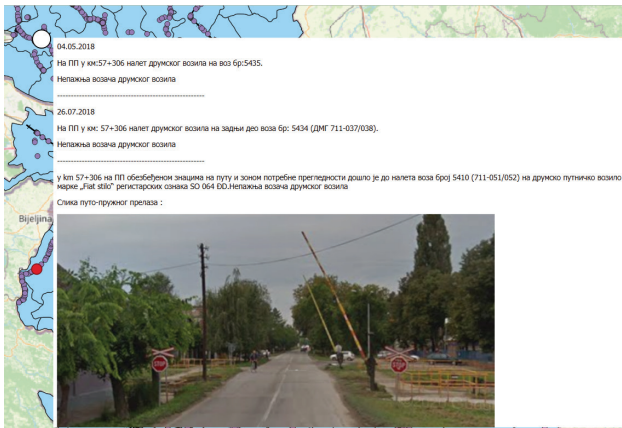 04.05.2018
На ПП у км:57+306 налет друмског возила на воз бр:5435.
Непажња возача друмског возила
----------------------------------------------------
26.07.2018
На ПП у км: 57+306 налет друмског возила на задњи део воза бр: 5434 (ДМГ 711-037/038).
Непажња возача друмског возила
----------------------------------------------------
у km 57+306 на ПП обезбеђеном знацима на путу и зоном потребне прегледности дошло је до налета воза број 5410 (711-051/052) на друмско путничко возило
марке „Fiat stilo“ регистарских ознака SO 064 ĐD.Непажња возача друмског возила
Слика путо-пружног прелаза :
Bijeljina
STOP
STOP